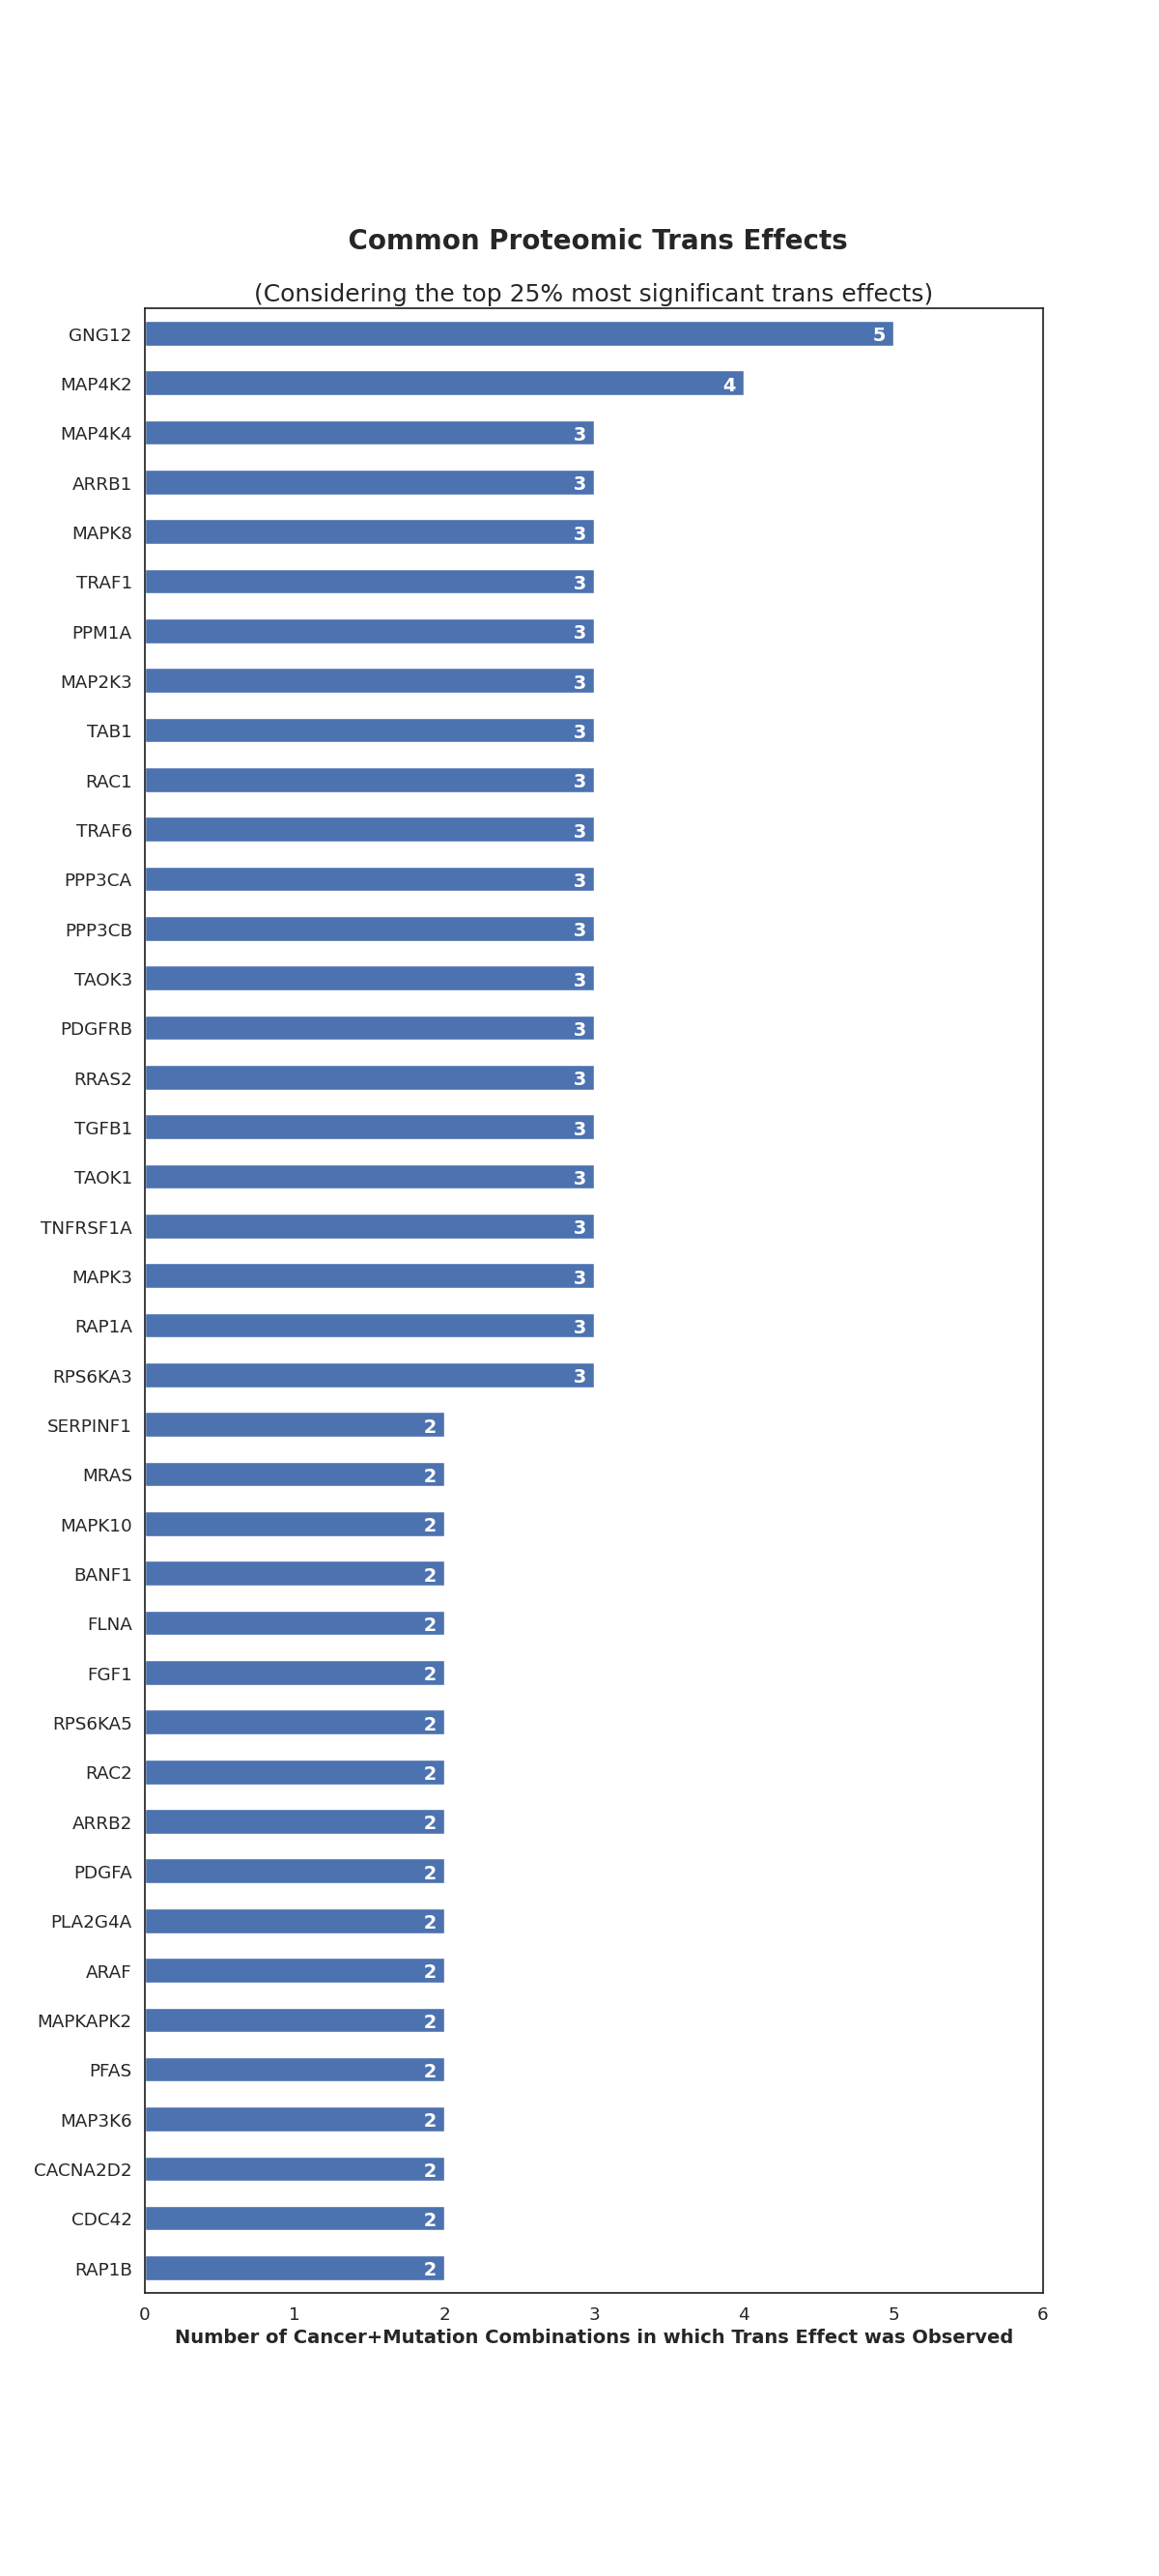 Common Proteomic Trans Effects
(Considering the top 25% most significant trans effects)
GNG12 5
MAP4K2 4
MAP4K4 3
ARRB1 3
MAPK8 3
TRAF1 3
PPM1A 3
MAP2K3 3
TAB1 3
RAC1 3
TRAF6 3
PPP3CA 3
PPP3CB 3
TAOK3 3
PDGFRB 3
RRAS2 3
TGFB1 3
TAOK1 3
TNFRSF1A 3
MAPK3 3
RAP1A 3
RPS6KA3 3
SERPINF1 2
MRAS 2
MAPK10 2
BANF1 2
FLNA 2
FGF1 2
RPS6KA5 2
RAC2 2
ARRB2 2
PDGFA 2
PLA2G4A 2
ARAF 2
MAPKAPK2 2
PFAS 2
MAP3K6 2
CACNA2D2 2
CDC42 2
RAP1B 2
0 1 2 3 4 5 6
Number of Cancer+Mutation Combinations in which Trans Effect was Observed